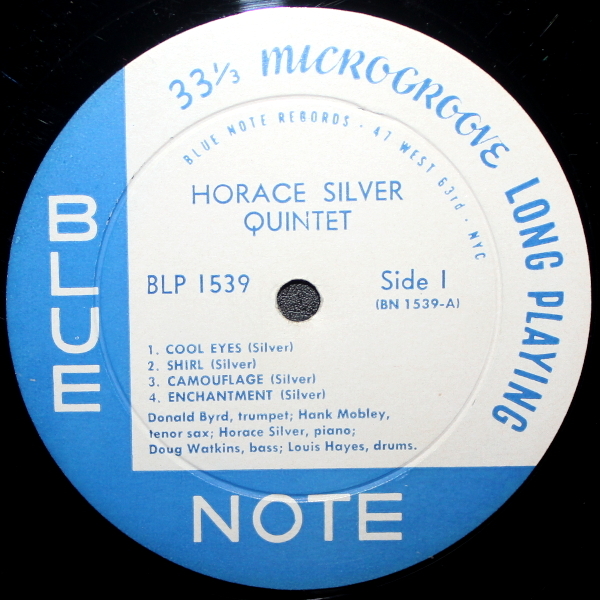 33⅓ MICROGROOVE LONG PLAYING
BLUE NOTE RECORDS · 47 WEST 63rd · NYC
HORACE SILVER
QUINTET
BLP 1539
Side 1
(BN 1539-A)
1. COOL EYES (Silver)
2. SHIRL (Silver)
3. CAMOUFLAGE (Silver)
4. ENCHANTMENT (Silver)
Donald Byrd, trumpet; Hank Mobley,
tenor sax; Horace Silver, piano;
Doug Watkins, bass; Louis Hayes, drums.
BLUE
NOTE